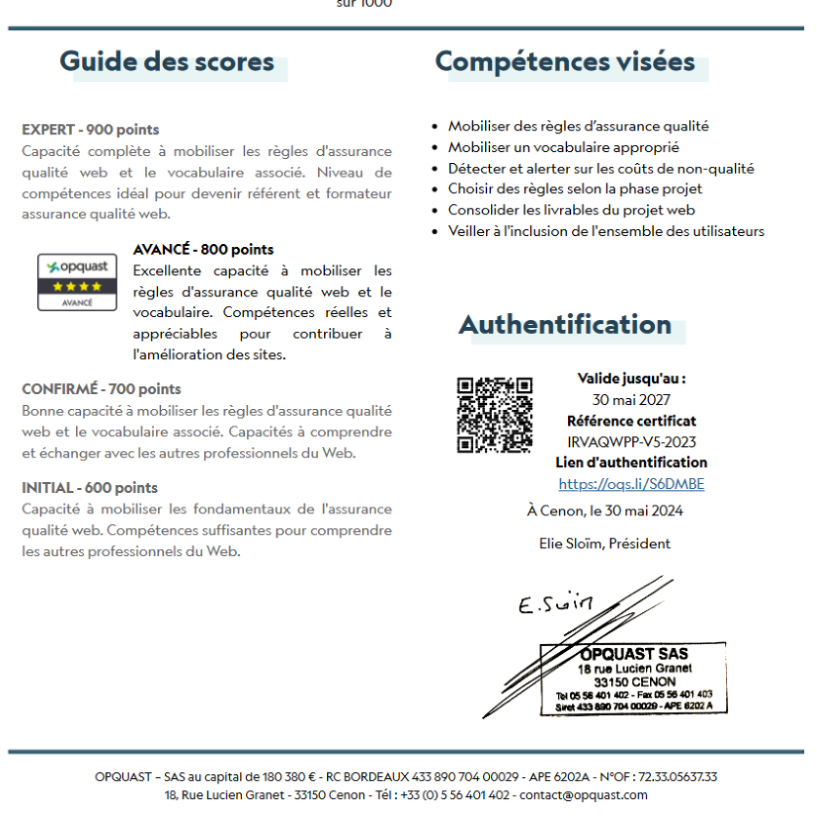 sur 1000
Guide des scores
EXPERT - 900 points
Capacité complète à mobiliser les règles d'assurance
qualité web et le vocabulaire associé. Niveau de
compétences idéal pour devenir référent et formateur
assurance qualité web.
opquast
AVANCÉ
AVANCÉ - 800 points
Excellente capacité à mobiliser les
règles d'assurance qualité web et le
vocabulaire. Compétences réelles et
appréciables pour contribuer à
l'amélioration des sites.
CONFIRMÉ - 700 points
Bonne capacité à mobiliser les règles d'assurance qualité
web et le vocabulaire associé. Capacités à comprendre
et échanger avec les autres professionnels du Web.
INITIAL - 600 points
Capacité à mobiliser les fondamentaux de l'assurance
qualité web. Compétences suffisantes pour comprendre
les autres professionnels du Web.
Compétences visées
• Mobiliser des règles d'assurance qualité
• Mobiliser un vocabulaire approprié
• Détecter et alerter sur les coûts de non-qualité
• Choisir des règles selon la phase projet
• Consolider les livrables du projet web
• Veiller à l'inclusion de l'ensemble des utilisateurs
Authentification
Valide jusqu'au :
30 mai 2027
Référence certificat
IRVAQWPP-V5-2023
Lien d'authentification
https://oqs.li/S6DMBE
À Cenon, le 30 mai 2024
Elie Sloïm, Président
OPQUAST SAS
18 rue Lucien Granet
33150 CENON
Tel 05 56 401 402 - Fax 05 56 401 403
Siret 433 890 704 00029 - APE 6202 A
OPQUAST – SAS au capital de 180 380 € - RC BORDEAUX 433 890 704 00029 - APE 6202A - N°OF : 72.33.05637.33
18, Rue Lucien Granet - 33150 Cenon - Tél : +33 (0) 5 56 401 402 - contact@opquast.com